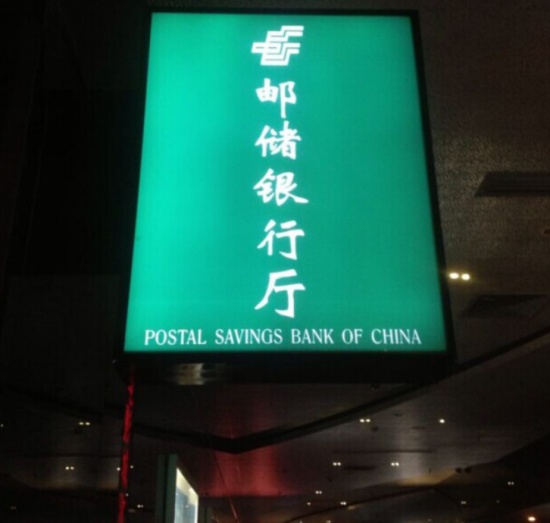 邮储银行厅
POSTAL SAVINGS BANK OF CHINA